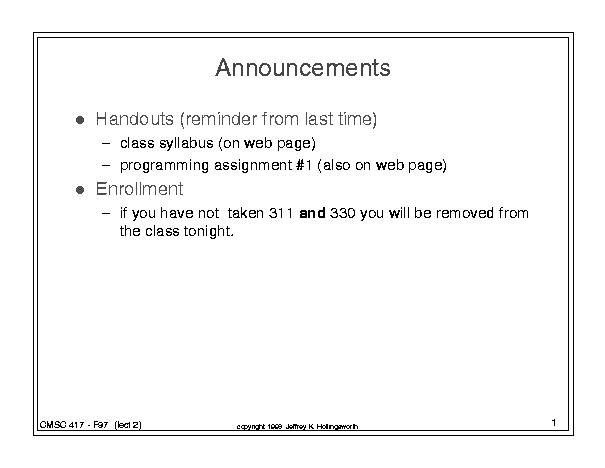 Announcements
● Handouts (reminder from last time)
– class syllabus (on web page)
– programming assignment #1 (also on web page)
● Enrollment
– if you have not taken 311 and 330 you will be removed from
the class tonight.
CMSC 417 - F97 (lect 2)
copyright 1996 Jeffrey K. Hollingsworth
1